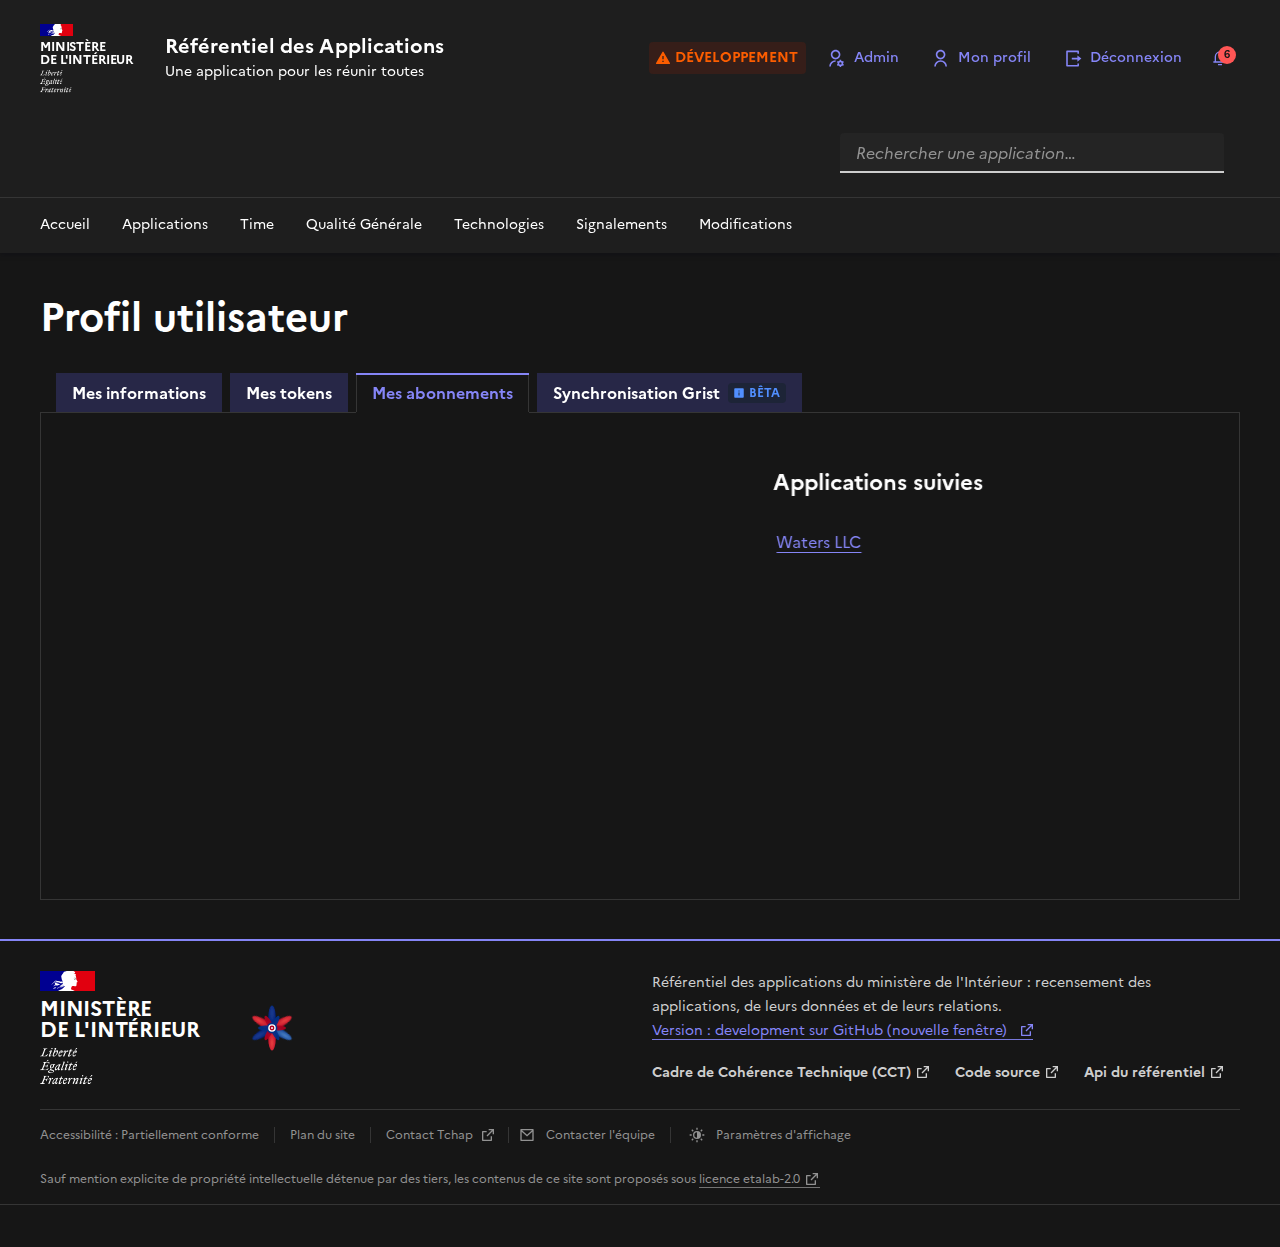 MINISTÈRE
DE L'INTÉRIEUR
Liberté
Égalité
Fraternité
Référentiel des Applications
Une application pour les réunir toutes
DÉVELOPPEMENT
Admin
Mon profil
Déconnexion
6
Rechercher une application…
Accueil
Applications
Time
Qualité Générale
Technologies
Signalements
Modifications
Profil utilisateur
Mes informations
Mes tokens
Mes abonnements
Synchronisation Grist
BÊTA
Applications suivies
Waters LLC
MINISTÈRE
DE L'INTÉRIEUR
Liberté
Égalité
Fraternité
Référentiel des applications du ministère de l'Intérieur : recensement des
applications, de leurs données et de leurs relations.
Version : development sur GitHub (nouvelle fenêtre)
Cadre de Cohérence Technique (CCT)
Code source
Api du référentiel
Accessibilité : Partiellement conforme
Plan du site
Contact Tchap
Contacter l'équipe
Paramètres d'affichage
Sauf mention explicite de propriété intellectuelle détenue par des tiers, les contenus de ce site sont proposés sous licence etalab-2.0